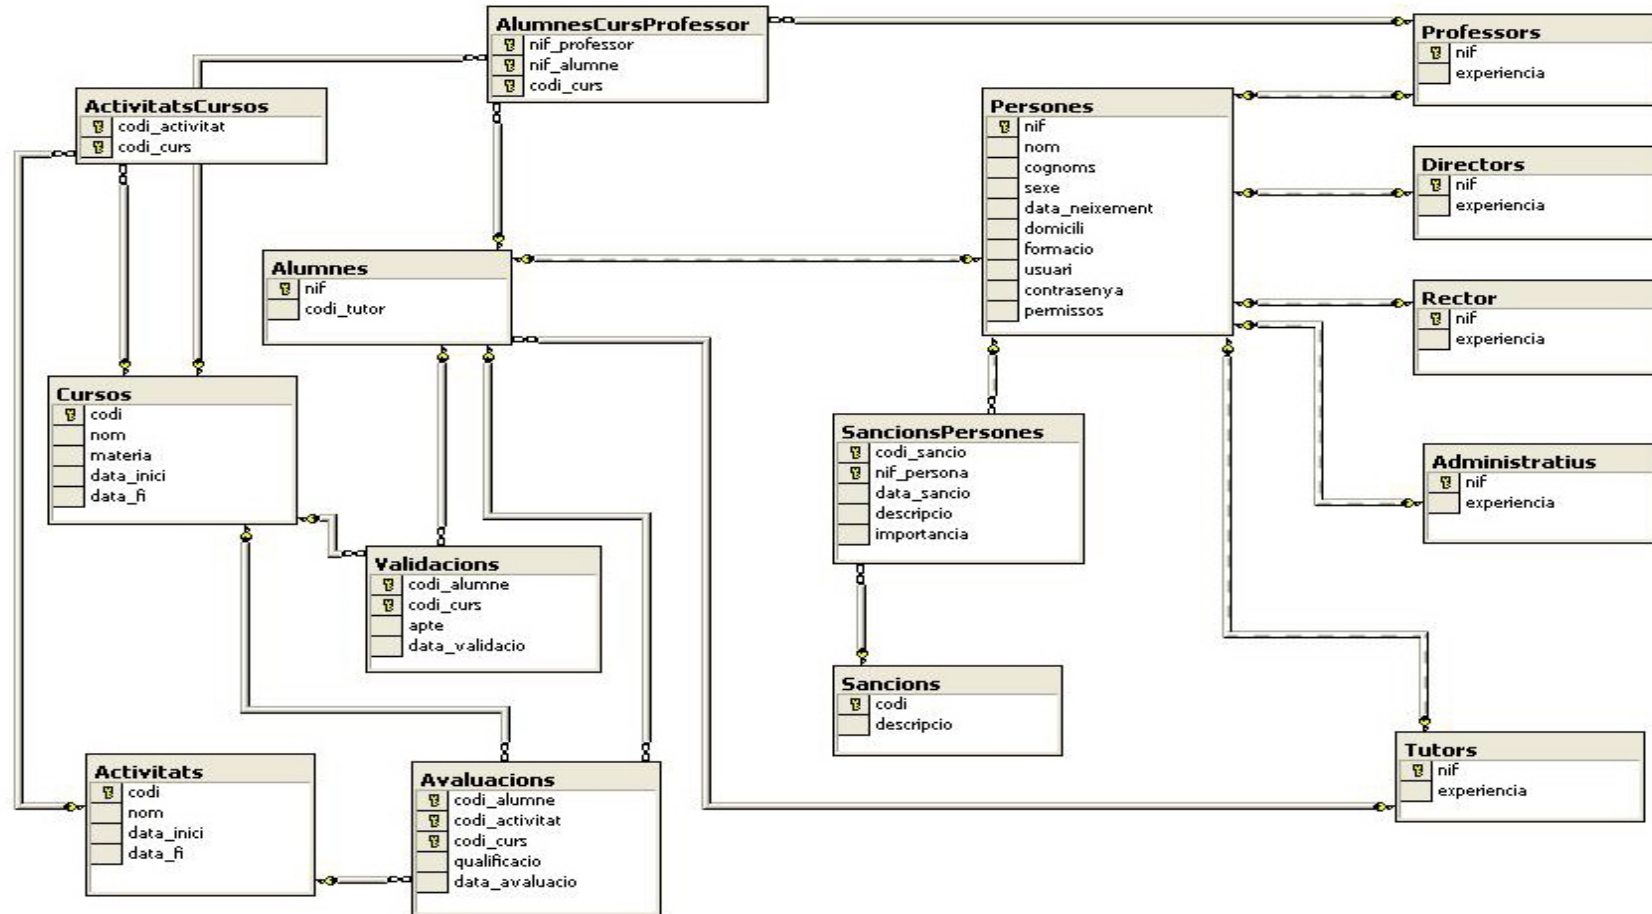 AlumnesCursProfessor
nif_professor
nif_alumne
codi_curs
Professors
nif
experiencia
ActivitatsCursos
codi_activitat
codi_curs
Persones
nif
nom
cognoms
sexe
data_neixement
domicili
formacio
usuari
contrasenya
permissos
Directors
nif
experiencia
Alumnes
nif
codi_tutor
Rector
nif
experiencia
Cursos
codi
nom
materia
data_inici
data_fi
SancionsPersones
codi_sancio
nif_persona
data_sancio
descripcio
importancia
Administratius
nif
experiencia
Validacions
codi_alumne
codi_curs
apte
data_validacio
Sancions
codi
descripcio
Tutors
nif
experiencia
Activitats
codi
nom
data_inici
data_fi
Avaluacions
codi_alumne
codi_activitat
codi_curs
qualificacio
data_avaluacio